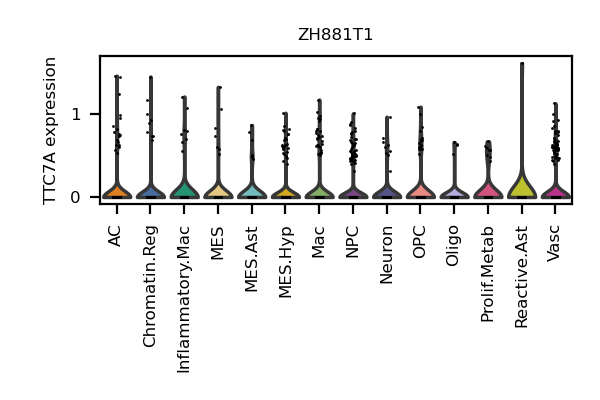 ZH881T1
TTC7A expression
1
0
AC
Chromatin.Reg
Inflammatory.Mac
MES
MES.Ast
MES.Hyp
Mac
NPC
Neuron
OPC
Oligo
Prolif.Metab
Reactive.Ast
Vasc